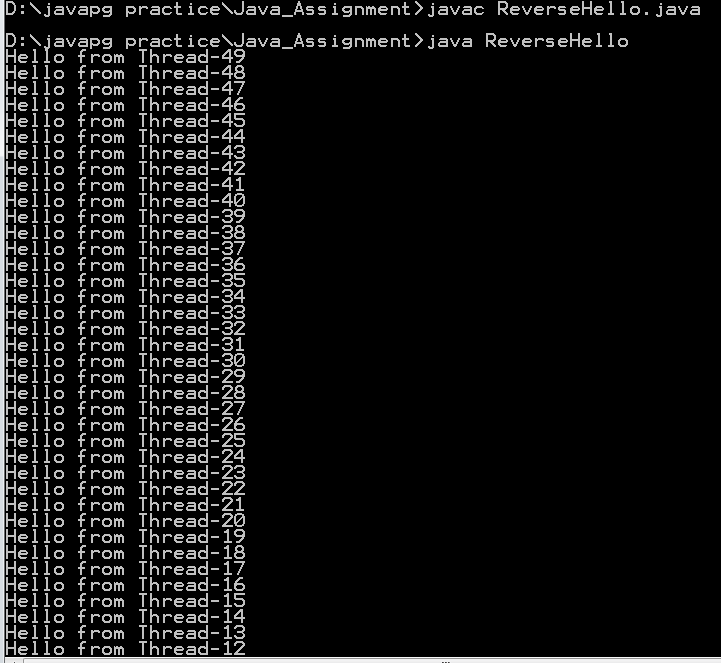 D:\javapg practice\Java_Assignment>javac ReverseHello.java
D:\javapg practice\Java_Assignment>java ReverseHello
Hello from Thread-49
Hello from Thread-48
Hello from Thread-47
Hello from Thread-46
Hello from Thread-45
Hello from Thread-44
Hello from Thread-43
Hello from Thread-42
Hello from Thread-41
Hello from Thread-40
Hello from Thread-39
Hello from Thread-38
Hello from Thread-37
Hello from Thread-36
Hello from Thread-35
Hello from Thread-34
Hello from Thread-33
Hello from Thread-32
Hello from Thread-31
Hello from Thread-30
Hello from Thread-29
Hello from Thread-28
Hello from Thread-27
Hello from Thread-26
Hello from Thread-25
Hello from Thread-24
Hello from Thread-23
Hello from Thread-22
Hello from Thread-21
Hello from Thread-20
Hello from Thread-19
Hello from Thread-18
Hello from Thread-17
Hello from Thread-16
Hello from Thread-15
Hello from Thread-14
Hello from Thread-13
Hello from Thread-12